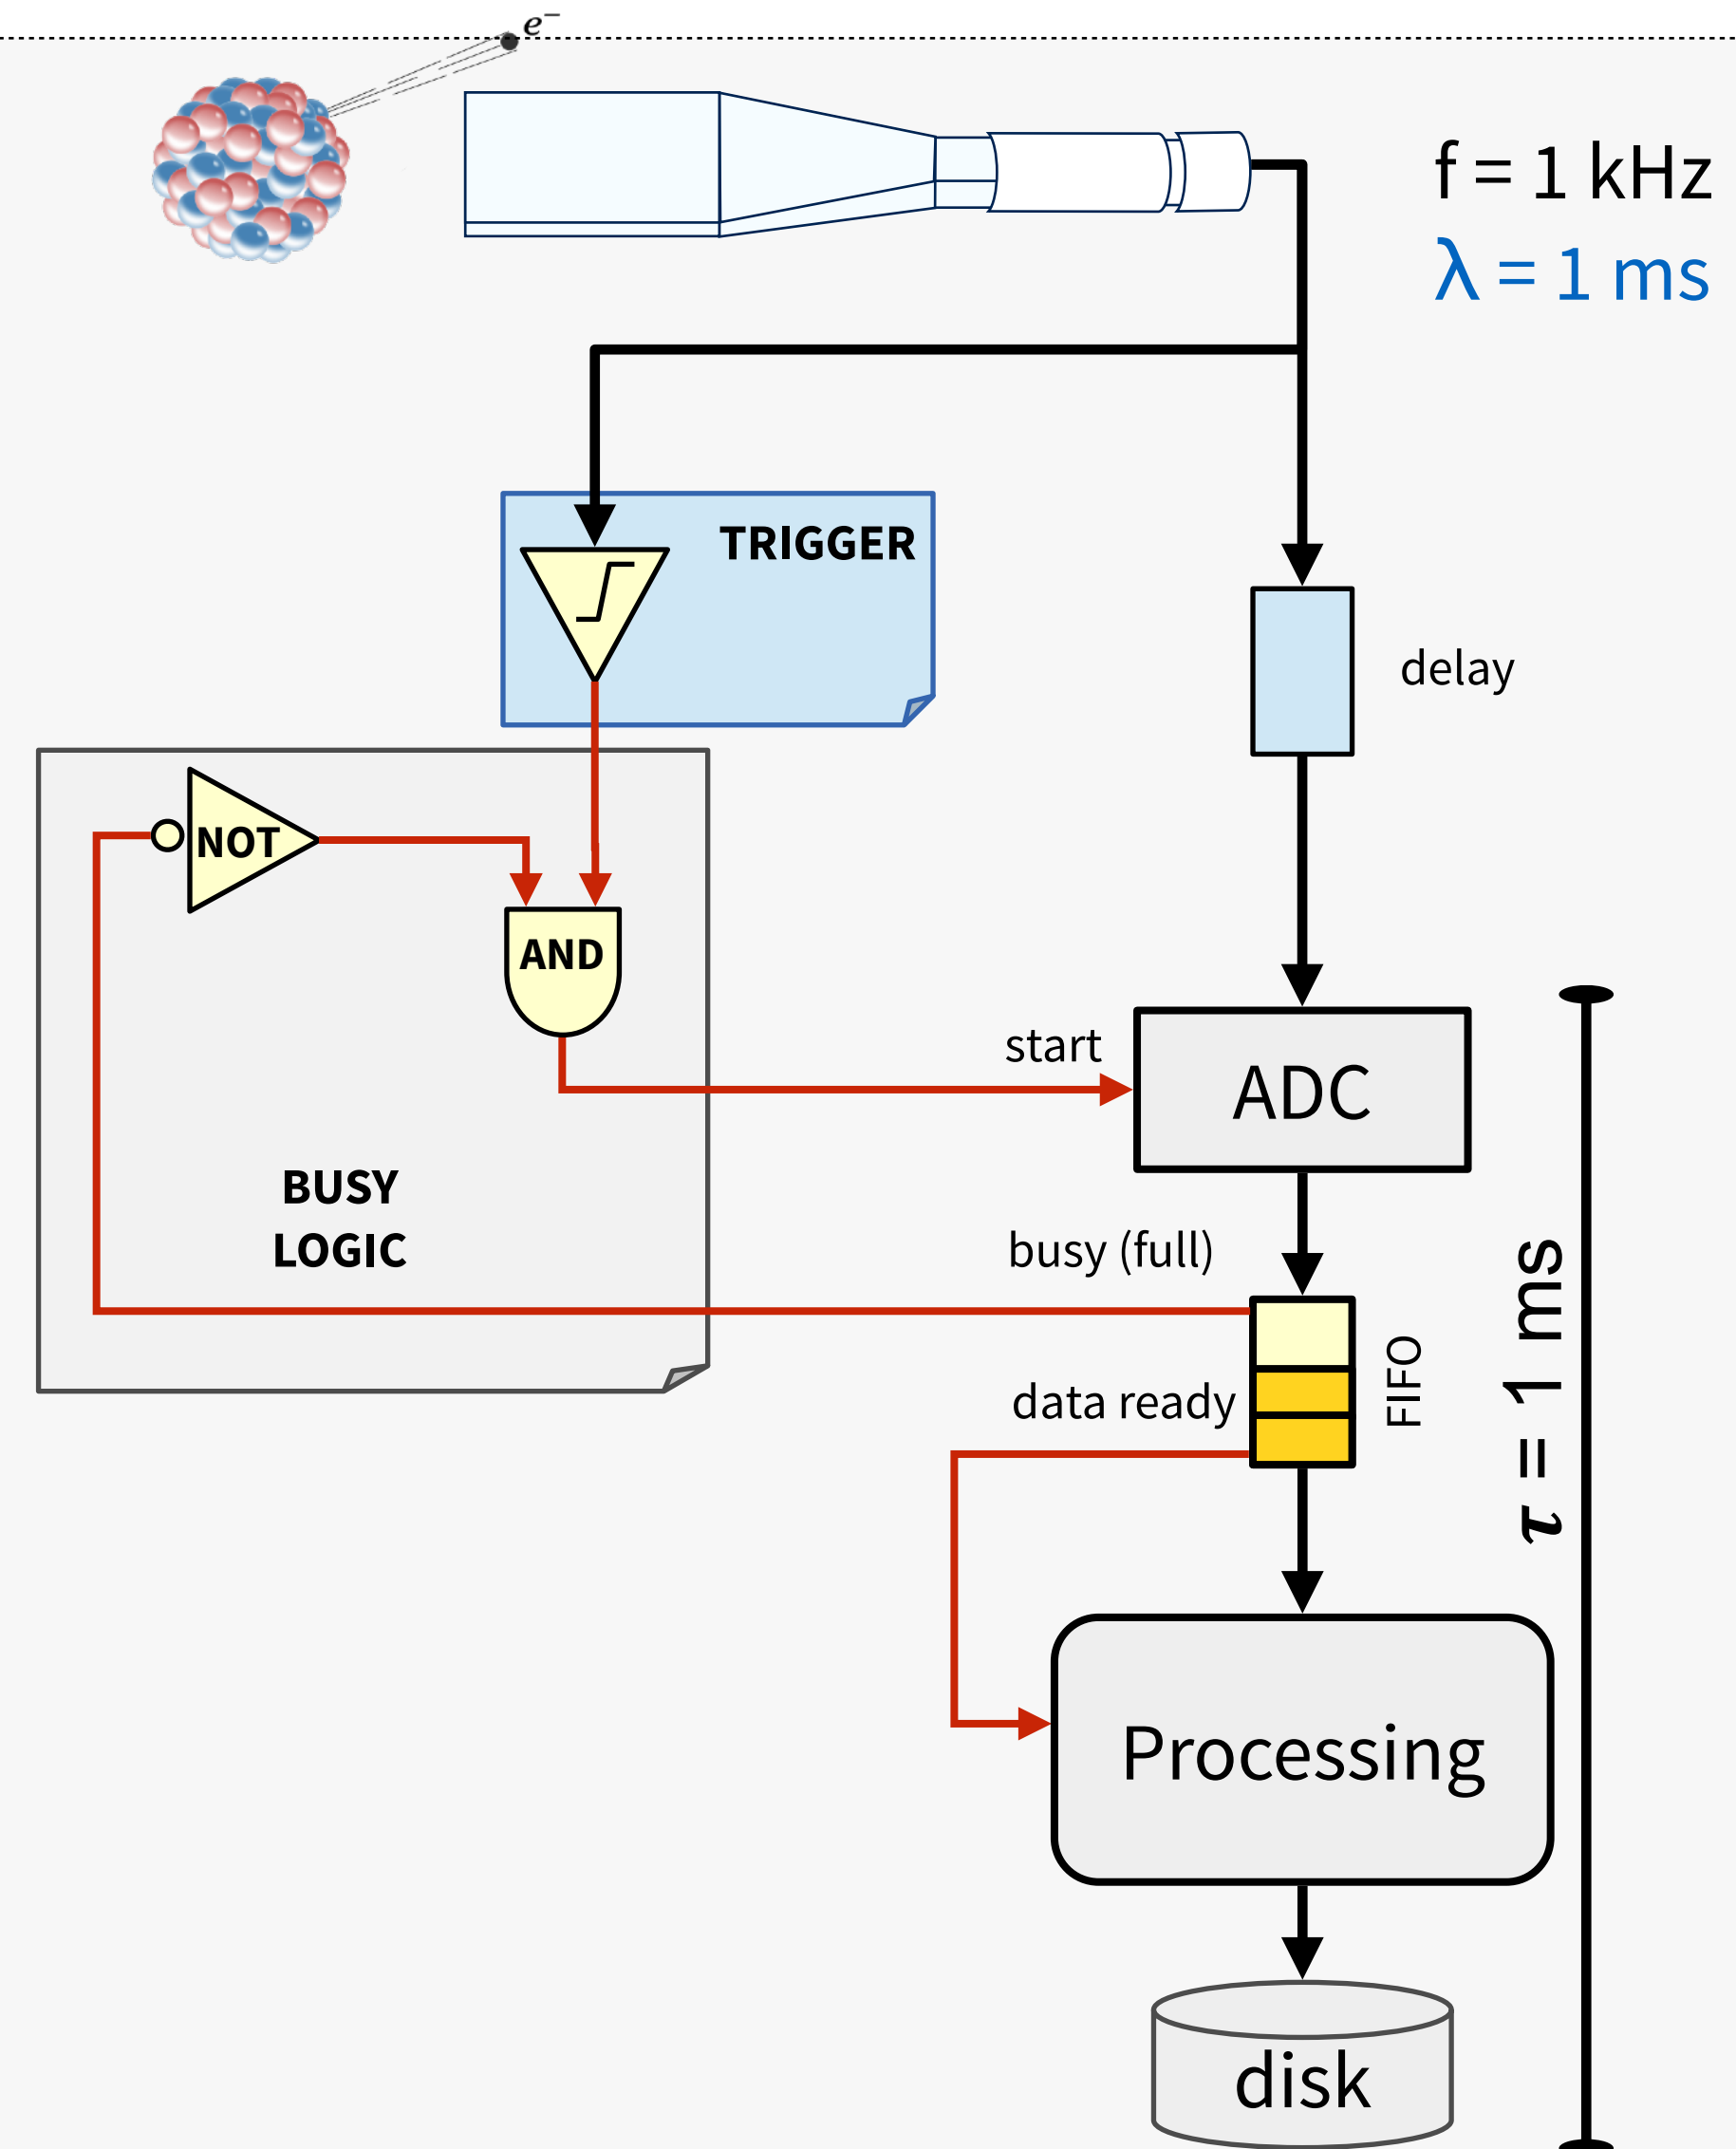 e⁻
f = 1 kHz
λ = 1 ms
TRIGGER
delay
NOT
AND
start
ADC
BUSY
LOGIC
busy (full)
data ready
FIFO
τ = 1 ms
Processing
disk